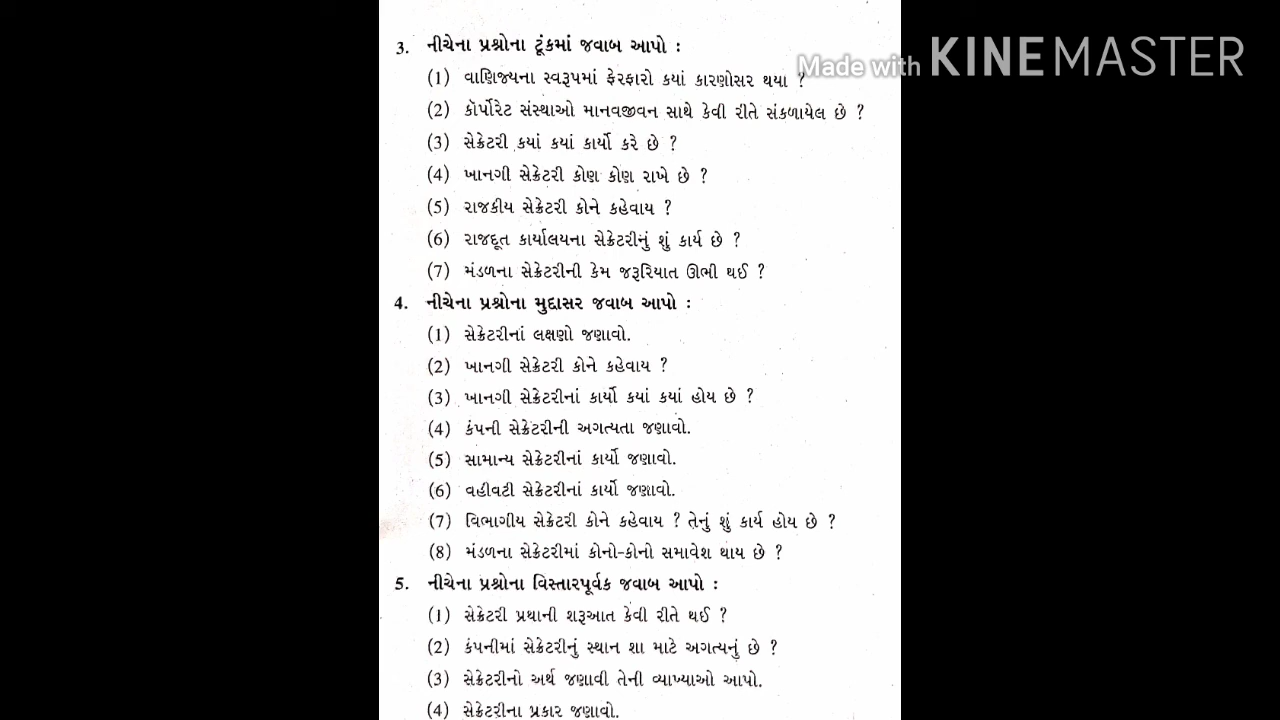 3. નીચેના પ્રશ્નોના ટૂંકમાં જવાબ આપો :
Made with KINEMASTER
(1) વાણિજ્યના સ્વરૂપમાં ફેરફારો કયાં કારણોસર થયા ?
(2) કૉર્પોરેટ સંસ્થાઓ માનવજીવન સાથે કેવી રીતે સંકળાયેલ છે ?
(3) સેક્રેટરી કયાં કયાં કાર્યો કરે છે ?
(4) ખાનગી સેક્રેટરી કોણ કોણ રાખે છે ?
(5) રાજકીય સેક્રેટરી કોને કહેવાય ?
(6) રાજદૂત કાર્યાલયના સેક્રેટરીનું શું કાર્ય છે ?
(7) મંડળના સેક્રેટરીની કેમ જરૂરિયાત ઊભી થઈ ?
4. નીચેના પ્રશ્નોના મુદ્દાસર જવાબ આપો :
(1) સેક્રેટરીનાં લક્ષણો જણાવો.
(2) ખાનગી સેક્રેટરી કોને કહેવાય ?
(3) ખાનગી સેક્રેટરીનાં કાર્યો કયાં કયાં હોય છે ?
(4) કંપની સેક્રેટરીની અગત્યતા જણાવો.
(5) સામાન્ય સેક્રેટરીનાં કાર્યો જણાવો.
(6) વહીવટી સેક્રેટરીનાં કાર્યો જણાવો.
(7) વિભાગીય સેક્રેટરી કોને કહેવાય ? તેનું શું કાર્ય હોય છે ?
(8) મંડળના સેક્રેટરીમાં કોનો-કોનો સમાવેશ થાય છે ?
5. નીચેના પ્રશ્નોના વિસ્તારપૂર્વક જવાબ આપો :
(1) સેક્રેટરી પ્રથાની શરૂઆત કેવી રીતે થઈ ?
(2) કંપનીમાં સેક્રેટરીનું સ્થાન શા માટે અગત્યનું છે ?
(3) સેક્રેટરીનો અર્થ જણાવી તેની વ્યાખ્યાઓ આપો.
(4) સેક્રેટરીના પ્રકાર જણાવો.